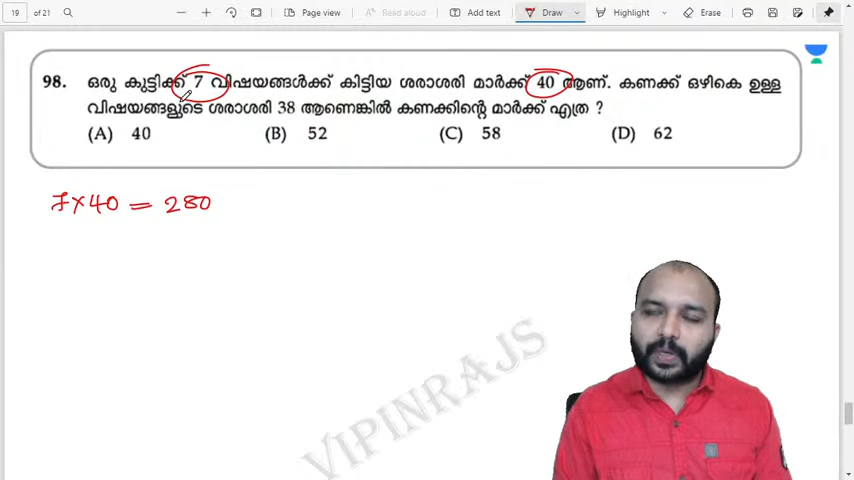 19 of 21 Page view Read aloud Add text Draw Highlight Erase
98. ഒരു കുട്ടിക്ക് 7 വിഷയങ്ങൾക്ക് കിട്ടിയ ശരാശരി മാർക്ക് 40 ആണ്. കണക്ക് ഒഴികെ ഉള്ള
വിഷയങ്ങളുടെ ശരാശരി 38 ആണെങ്കിൽ കണക്കിന്റെ മാർക്ക് എത്ര ?
(A) 40 (B) 52 (C) 58 (D) 62
7×40 = 280
VIPINRAJS